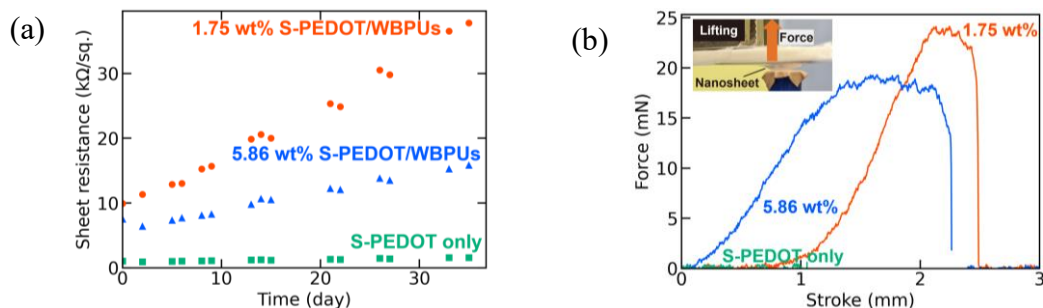 (a)
1.75 wt% S-PEDOT/WBPUs
5.86 wt% S-PEDOT/WBPUs
S-PEDOT only
Sheet resistance (kΩ/sq.)
30
20
10
0
0 10 20 30
Time (day)
(b)
Lifting
Force
Nanosheet
1.75 wt%
5.86 wt%
S-PEDOT only
Force (mN)
25
20
15
10
5
0
0 1 2 3
Stroke (mm)